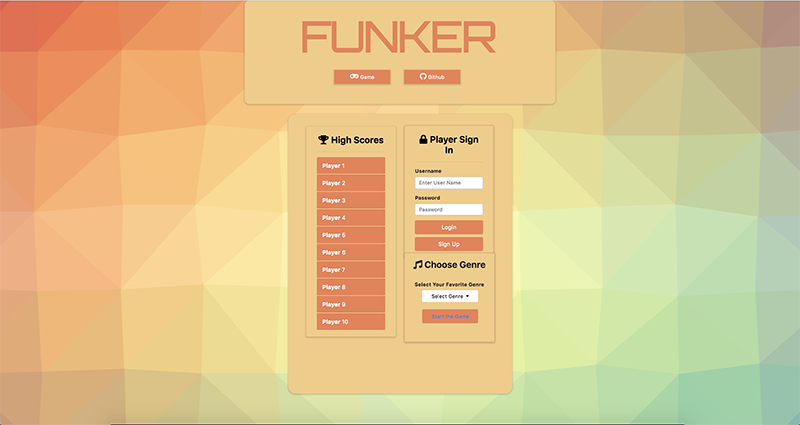 FUNKER
Game
Github
High Scores
Player 1
Player 2
Player 3
Player 4
Player 5
Player 6
Player 7
Player 8
Player 9
Player 10
Player Sign
In
Username
Enter User Name
Password
Password
Login
Sign Up
Choose Genre
Select Your Favorite Genre
Select Genre
Start the Game